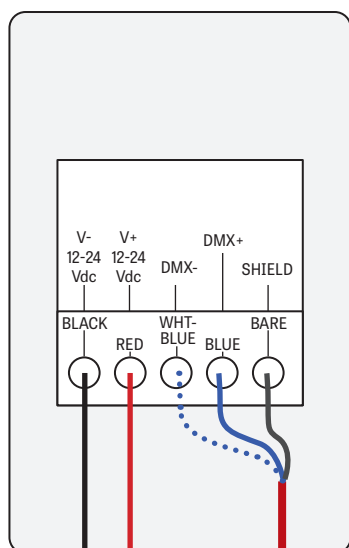 V-
12-24
Vdc
V+
12-24
Vdc
DMX-
DMX+
SHIELD
BLACK
RED
WHT-
BLUE
BLUE
BARE